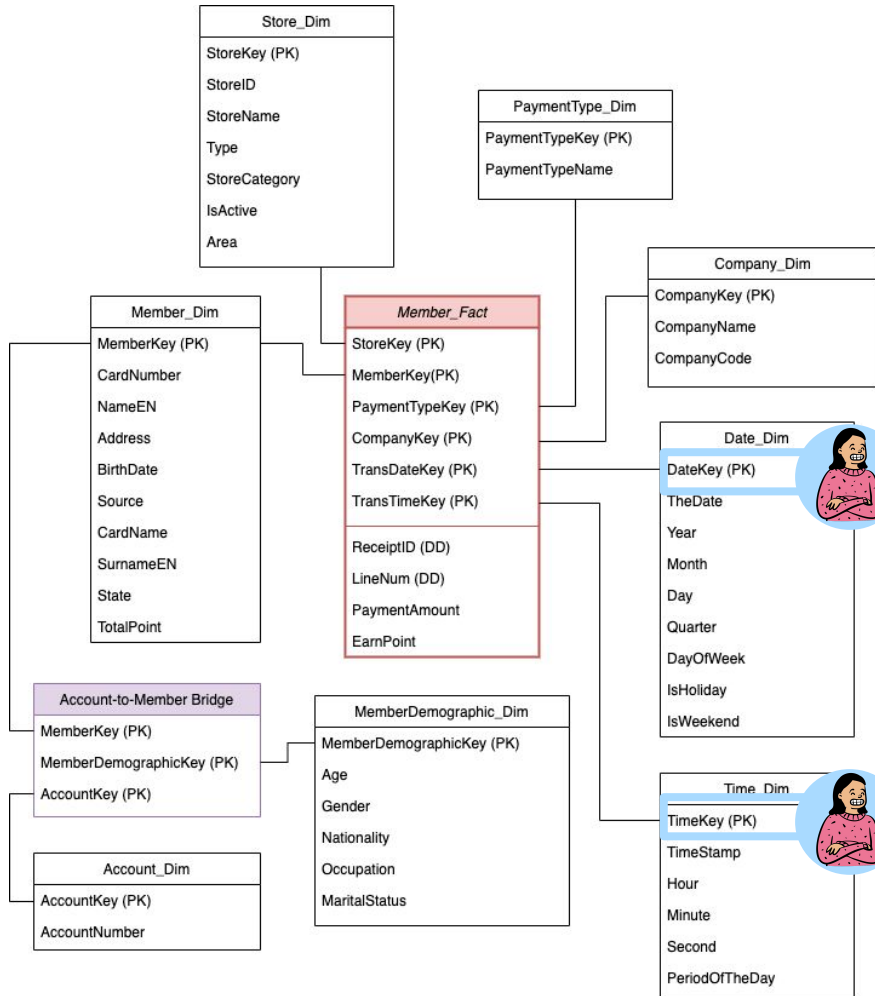 Store_Dim
StoreKey (PK)
StoreID
StoreName
Type
StoreCategory
IsActive
Area
PaymentType_Dim
PaymentTypeKey (PK)
PaymentTypeName
Company_Dim
CompanyKey (PK)
CompanyName
CompanyCode
Member_Dim
MemberKey (PK)
CardNumber
NameEN
Address
BirthDate
Source
CardName
SurnameEN
State
TotalPoint
Member_Fact
StoreKey (PK)
MemberKey(PK)
PaymentTypeKey (PK)
CompanyKey (PK)
TransDateKey (PK)
TransTimeKey (PK)
ReceiptID (DD)
LineNum (DD)
PaymentAmount
EarnPoint
Date_Dim
DateKey (PK)
TheDate
Year
Month
Day
Quarter
DayOfWeek
IsHoliday
IsWeekend
Account-to-Member Bridge
MemberKey (PK)
MemberDemographicKey (PK)
AccountKey (PK)
MemberDemographic_Dim
MemberDemographicKey (PK)
Age
Gender
Nationality
Occupation
MaritalStatus
Time_Dim
TimeKey (PK)
TimeStamp
Hour
Minute
Second
PeriodOfTheDay
Account_Dim
AccountKey (PK)
AccountNumber